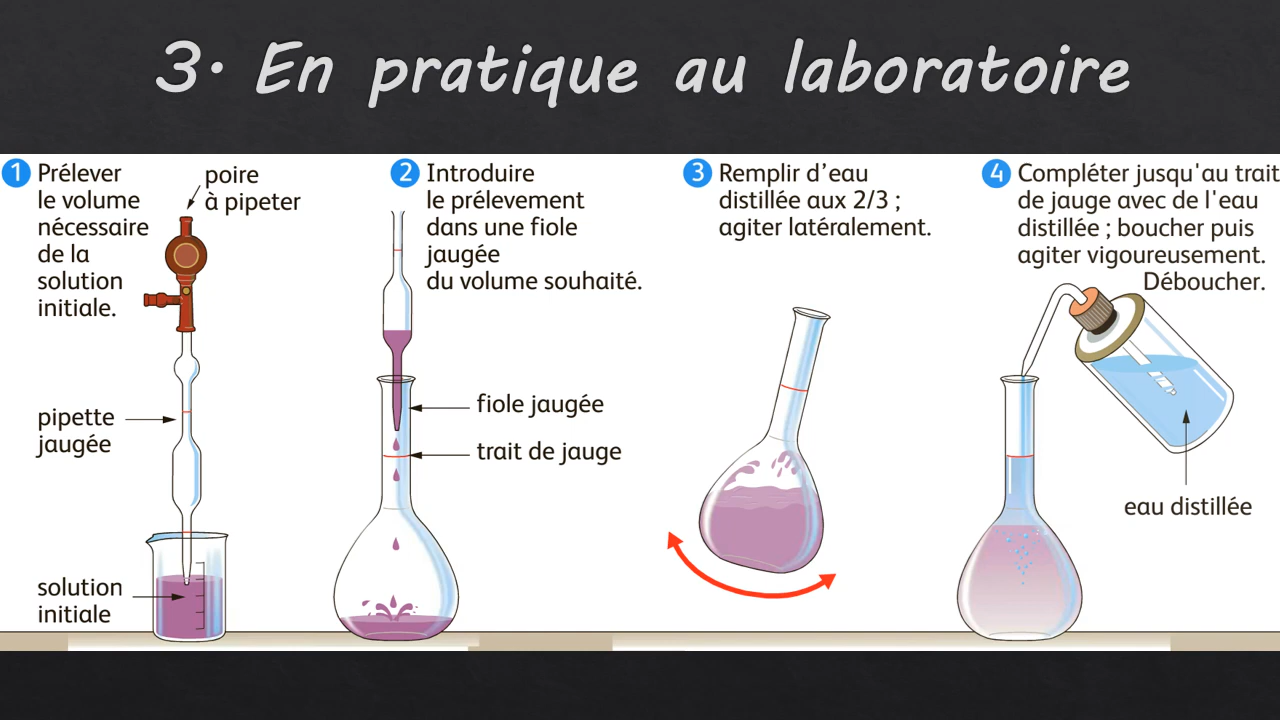 3. En pratique au laboratoire
1 Prélever
le volume
nécessaire
de la
solution
initiale.
poire
à pipeter
pipette
jaugée
solution
initiale
2 Introduire
le prélevement
dans une fiole
jaugée
du volume souhaité.
fiole jaugée
trait de jauge
3 Remplir d’eau
distillée aux 2/3 ;
agiter latéralement.
4 Compléter jusqu'au trait
de jauge avec de l'eau
distillée ; boucher puis
agiter vigoureusement.
Déboucher.
eau distillée